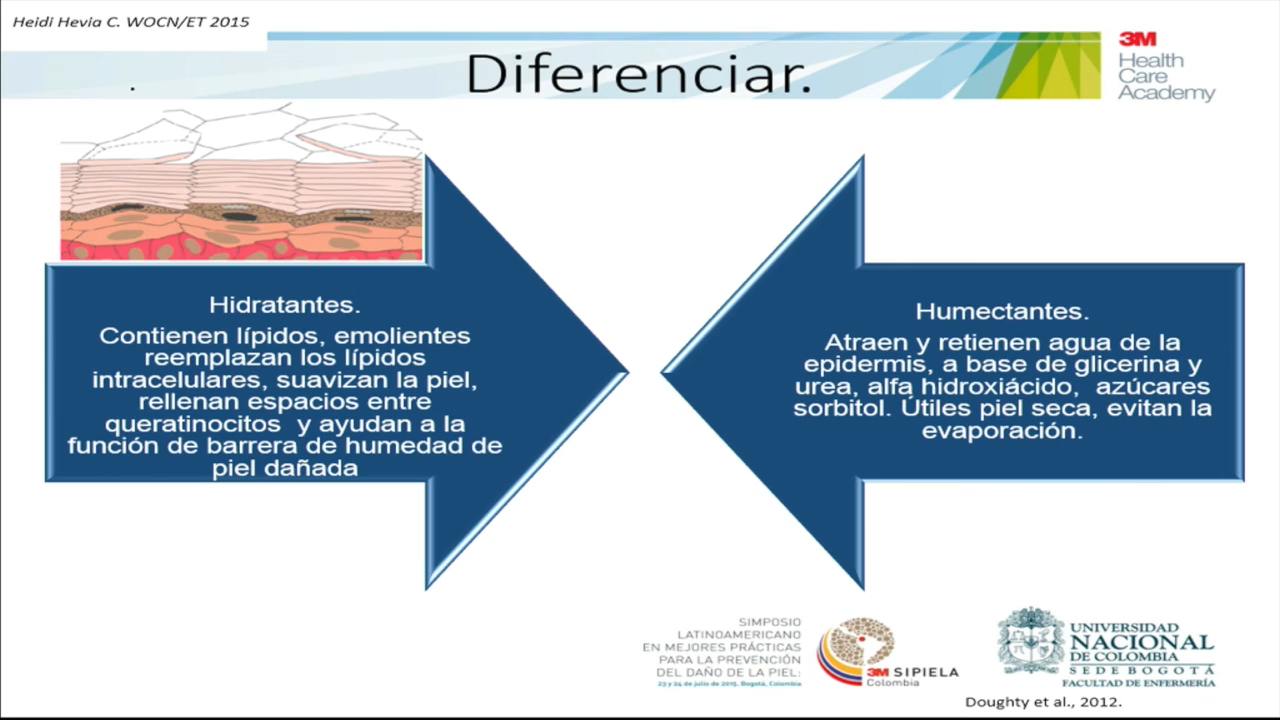 Heidi Hevia C. WOCN/ET 2015
Diferenciar.
.
3M
Health
Care
Academy
Hidratantes.
Contienen lípidos, emolientes
reemplazan los lípidos
intracelulares, suavizan la piel,
rellenan espacios entre
queratinocitos y ayudan a la
función de barrera de humedad de
piel dañada
Humectantes.
Atraen y retienen agua de la
epidermis, a base de glicerina y
urea, alfa hidroxiácido, azúcares
sorbitol. Útiles piel seca, evitan la
evaporación.
SIMPOSIO
LATINOAMERICANO
EN MEJORES PRÁCTICAS
PARA LA PREVENCIÓN
DEL DAÑO DE LA PIEL:
23 y 24 de julio de 2015. Bogotá, Colombia
3M SIPIELA
Colombia
UNIVERSIDAD
NACIONAL
DE COLOMBIA
SEDE BOGOTÁ
FACULTAD DE ENFERMERÍA
Doughty et al., 2012.